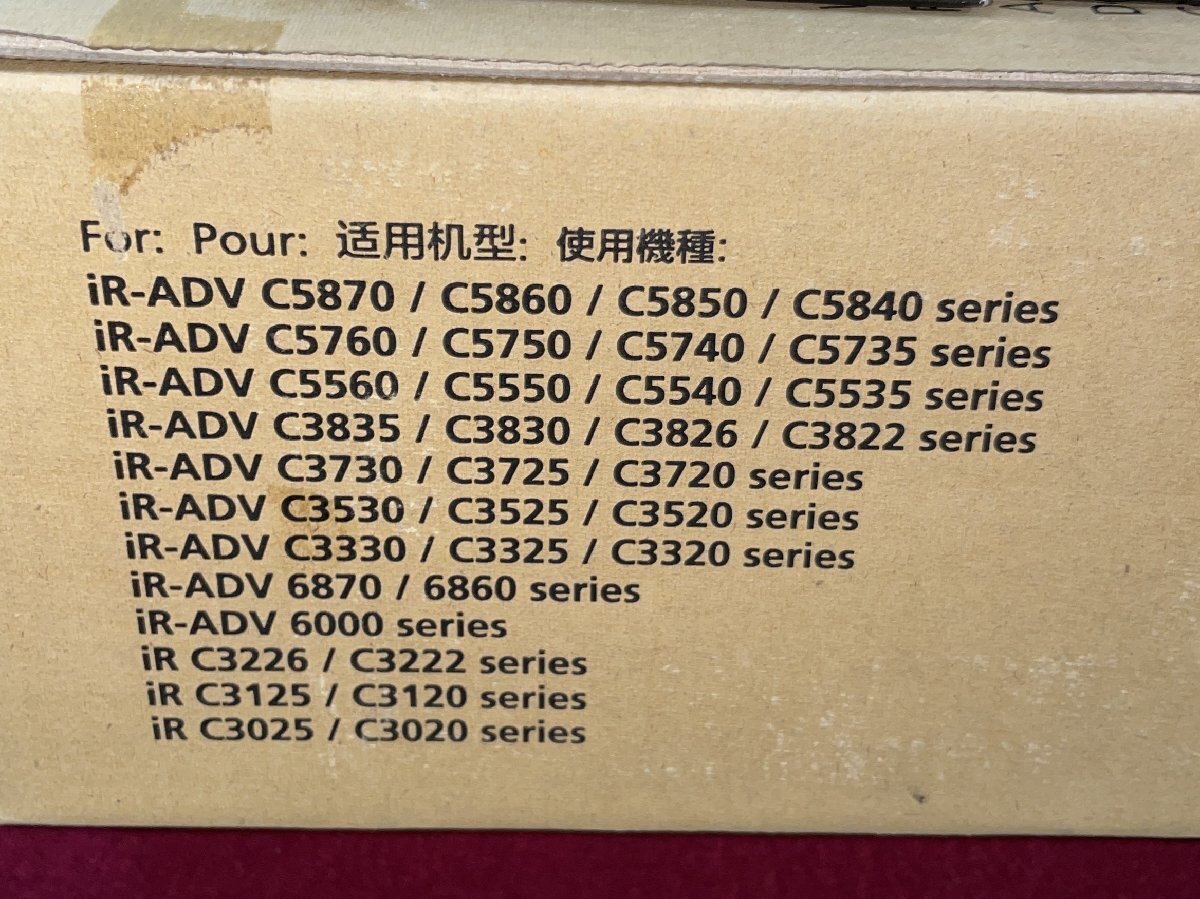 For: Pour: 适用机型: 使用機種:
iR-ADV C5870 / C5860 / C5850 / C5840 series
iR-ADV C5760 / C5750 / C5740 / C5735 series
iR-ADV C5560 / C5550 / C5540 / C5535 series
iR-ADV C3835 / C3830 / C3826 / C3822 series
iR-ADV C3730 / C3725 / C3720 series
iR-ADV C3530 / C3525 / C3520 series
iR-ADV C3330 / C3325 / C3320 series
iR-ADV 6870 / 6860 series
iR-ADV 6000 series
iR C3226 / C3222 series
iR C3125 / C3120 series
iR C3025 / C3020 series